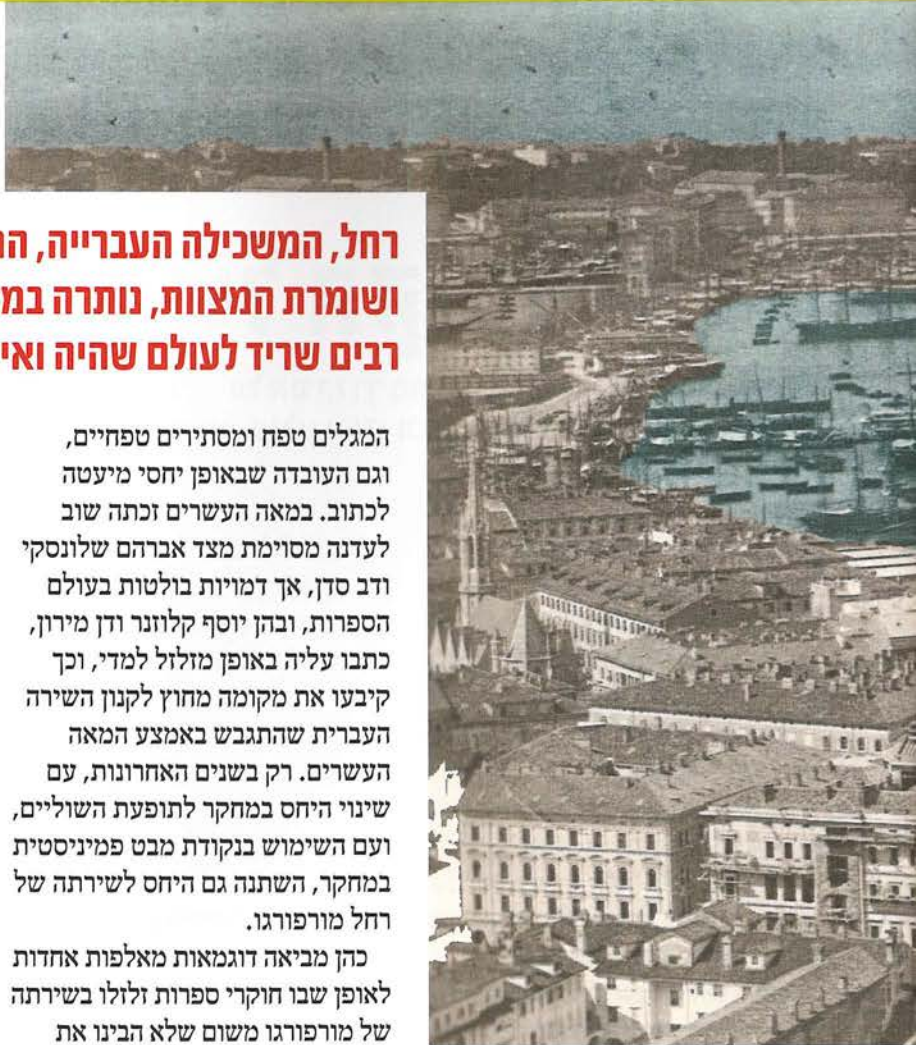 רחל, המשכילה העברייה,
ושומרת המצוות, נותרה
רבים שריד לעולם שהיה
המגלים טפח ומסתירים טפחיים,
וגם העובדה שבאופן יחסי מיעטה
לכתוב. במאה העשרים זכתה שוב
לעדנה מסוימת מצד אברהם שלונסקי
ודב סדן, אך דמויות בולטות בעולם
הספרות, ובהן יוסף קלוזנר ודן מירון,
כתבו עליה באופן מזלזל למדי, וכך
קיבעו את מקומה מחוץ לקנון השירה
העברית שהתגבש באמצע המאה
העשרים. רק בשנים האחרונות, עם
שינוי היחס במחקר לתופעת השוליים,
ועם השימוש בנקודת מבט פמיניסטית
במחקר, השתנה גם היחס לשירתה של
רחל מורפורגו.
כהן מביאה דוגמאות מאלפות אחדות
לאופן שבו חוקרי ספרות זלזלו בשירתה
של מורפורגו משום שלא הבינו את